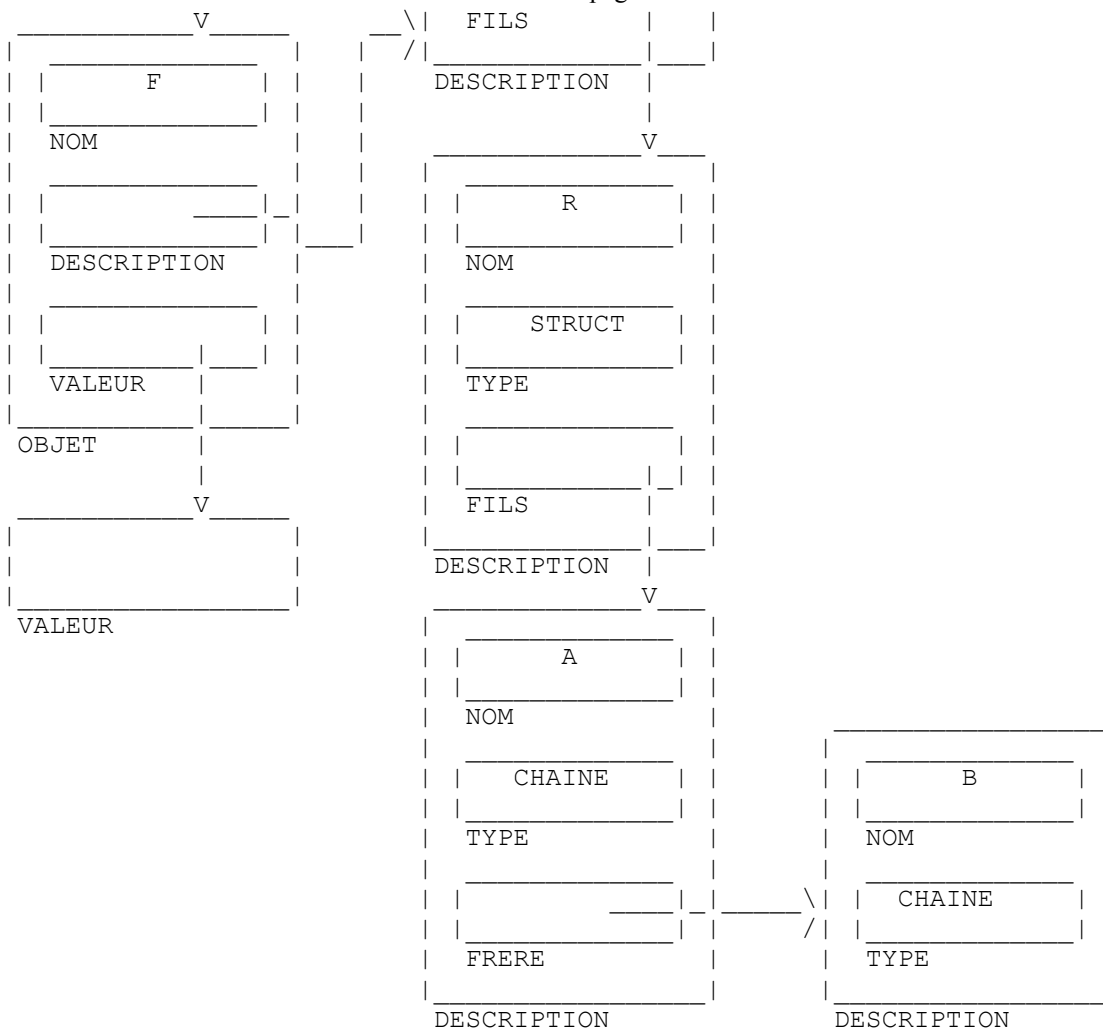 FILS
F DESCRIPTION
NOM
R
DESCRIPTION NOM
STRUCT
VALEUR TYPE
OBJET
FILS
DESCRIPTION
VALEUR
A
NOM
CHAINE B
TYPE NOM
CHAINE
FRERE TYPE
DESCRIPTION DESCRIPTION